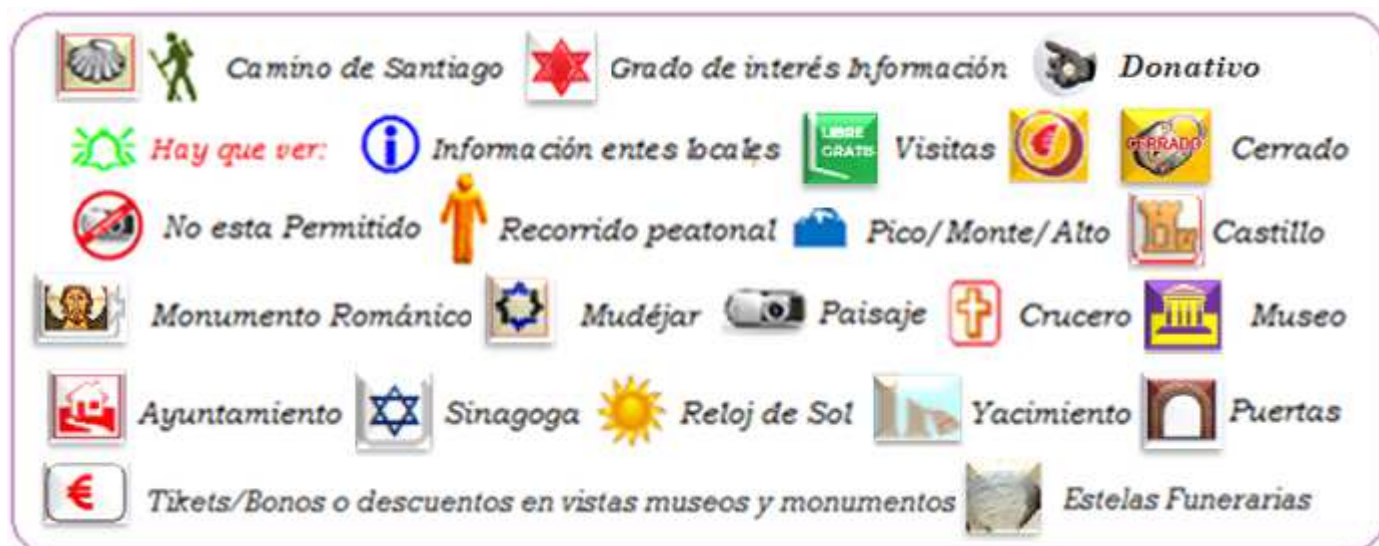 Camino de Santiago Grado de interés Información Donativo
Hay que ver: Información entes locales LIBRE GRATIS Visitas € CERRADO Cerrado
No esta Permitido Recorrido peatonal Pico/Monte/Alto Castillo
Monumento Románico Mudéjar Paisaje Crucero Museo
Ayuntamiento Sinagoga Reloj de Sol Yacimiento Puertas
€ Tikets/Bonos o descuentos en vistas museos y monumentos Estelas Funerarias